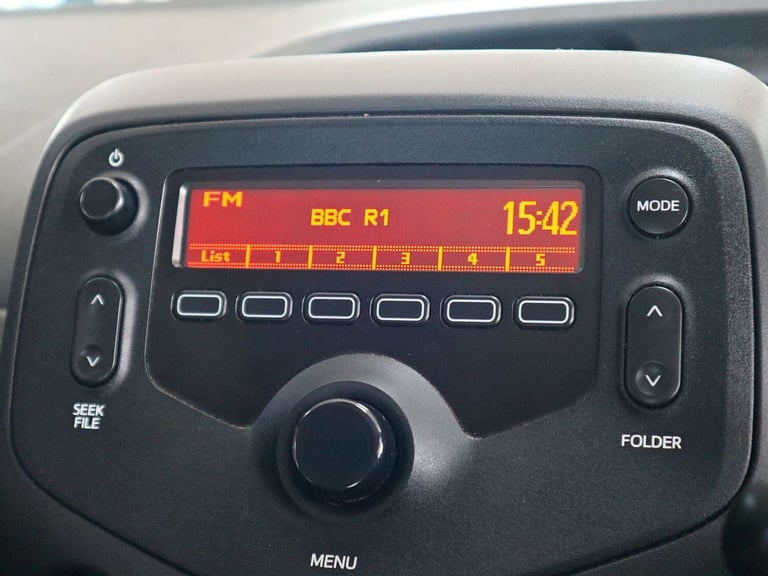 FM
BBC R1
15:42
List 1 2 3 4 5
MODE
SEEK
FILE
FOLDER
MENU